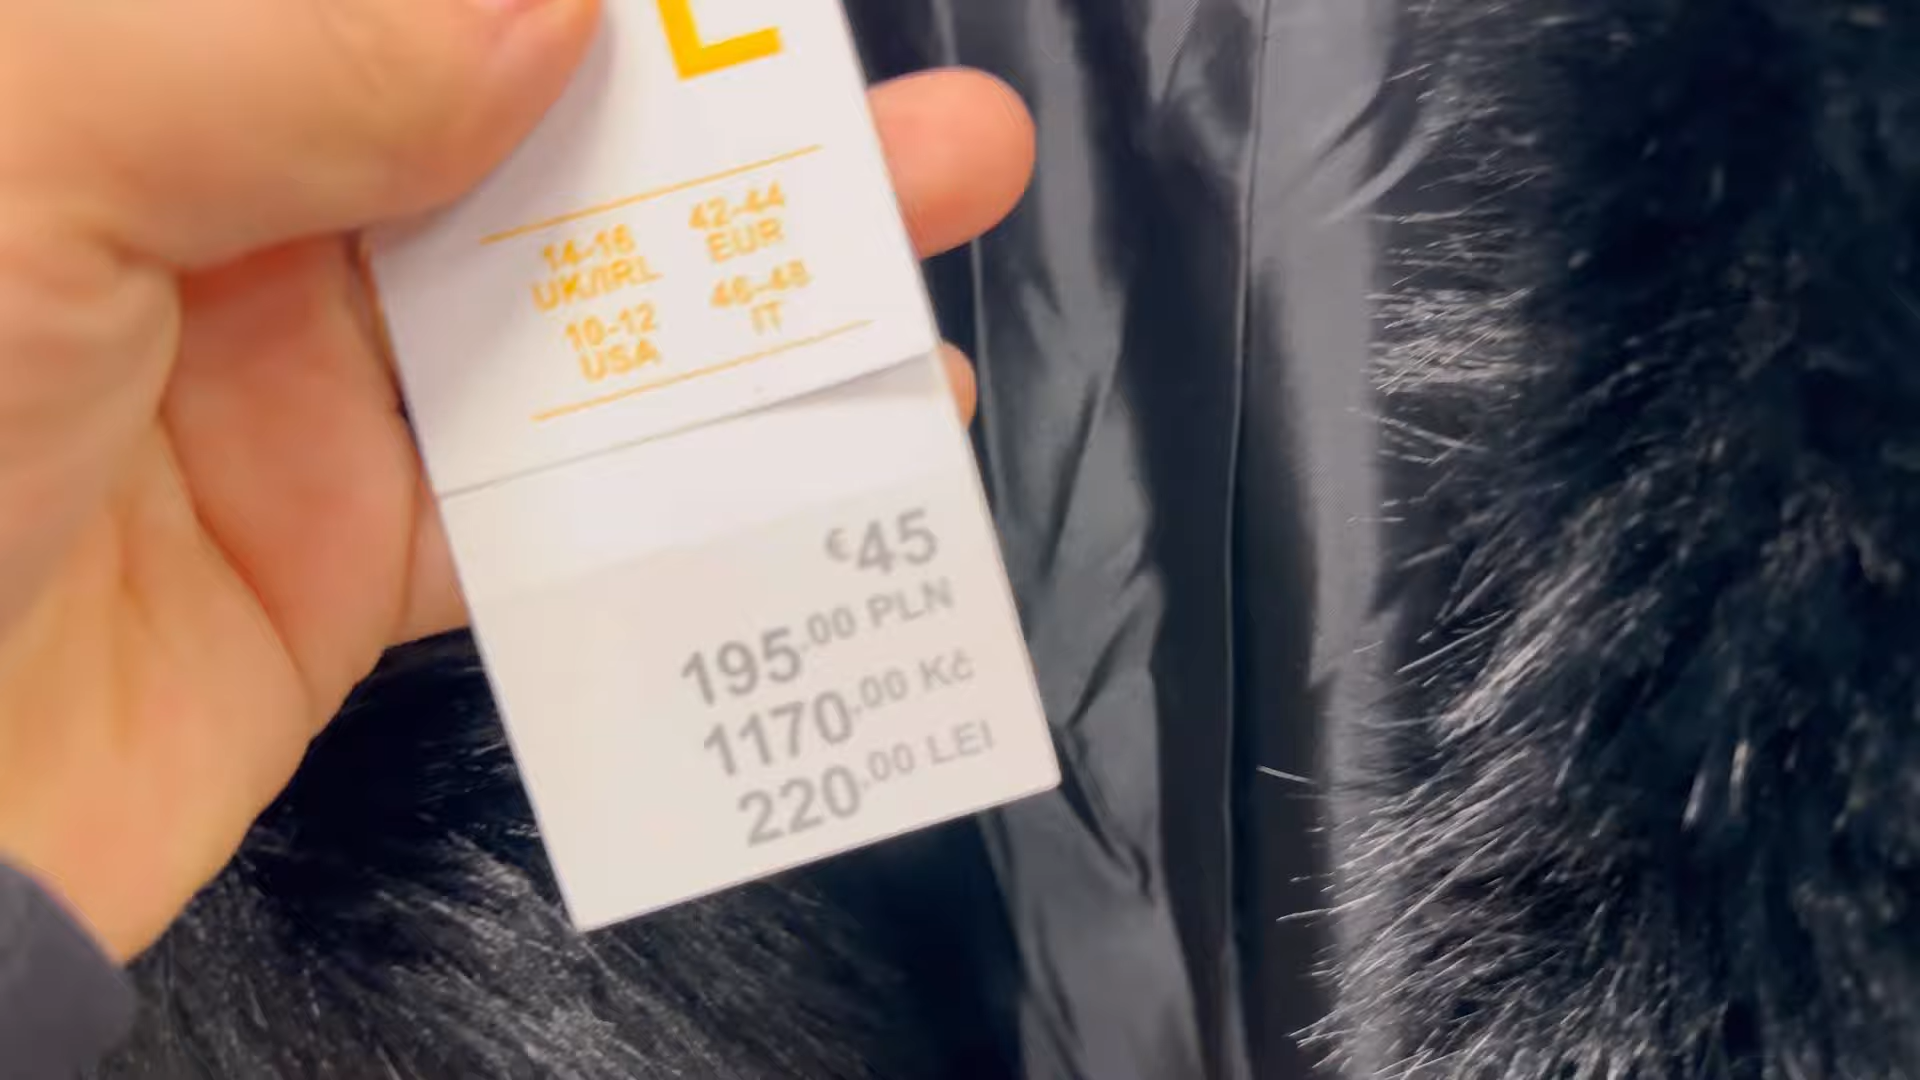 L
14-16 UK/IRL
42-44 EUR
10-12 USA
46-48 IT
€45
195.00 PLN
1170.00 Kč
220.00 LEI